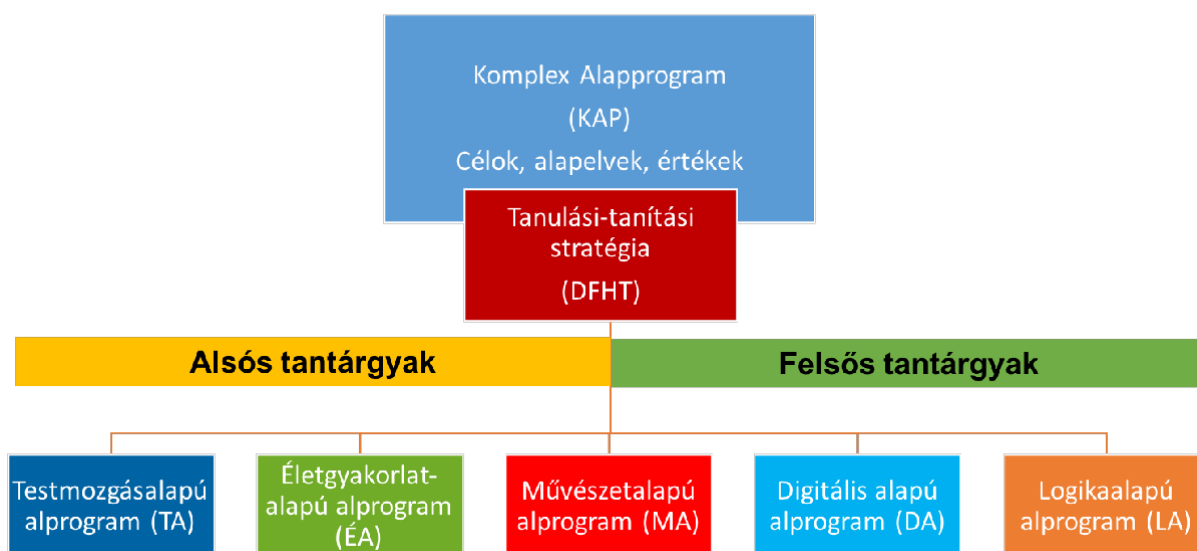 Komplex Alapprogram
(KAP)
Célok, alapelvek, értékek
Tanulási-tanítási
stratégia
(DFHT)
Alsós tantárgyak
Felsős tantárgyak
Testmozgásalapú
alprogram (TA)
Életgyakorlat-
alapú alprogram
(ÉA)
Művészetalapú
alprogram (MA)
Digitális alapú
alprogram (DA)
Logikaalapú
alprogram (LA)